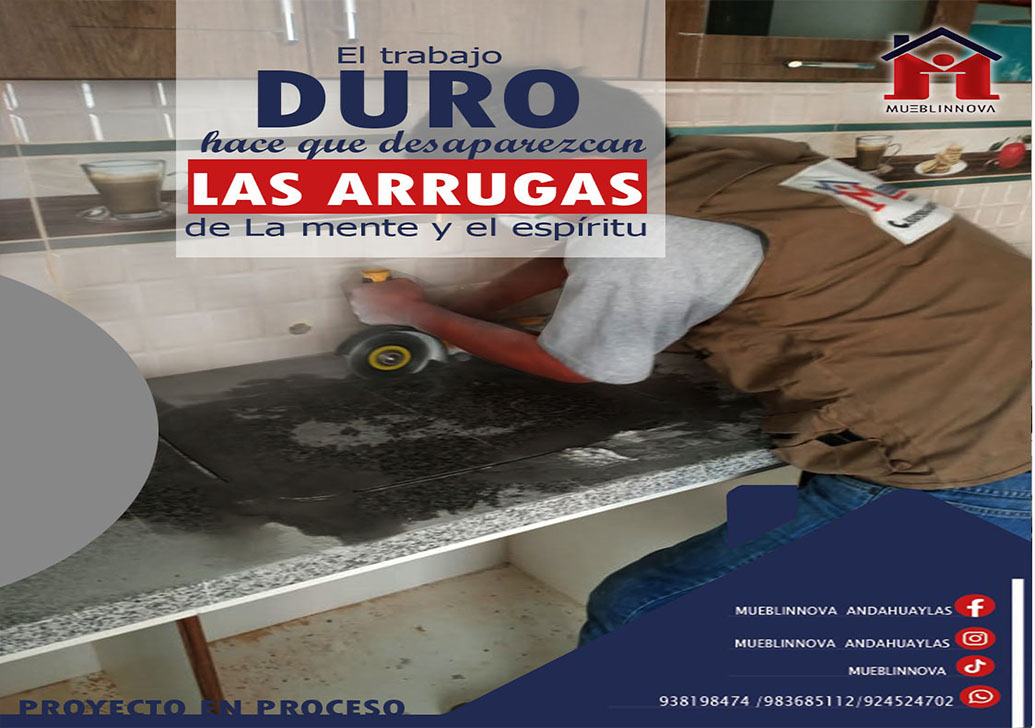 El trabajo
DURO
hace que desaparezcan
LAS ARRUGAS
de La mente y el espíritu
MUEBLINNOVA
MUEBLINNOVA ANDAHUAYLAS
MUEBLINNOVA ANDAHUAYLAS
MUEBLINNOVA
938198474 /983685112/924524702
PROYECTO EN PROCESO